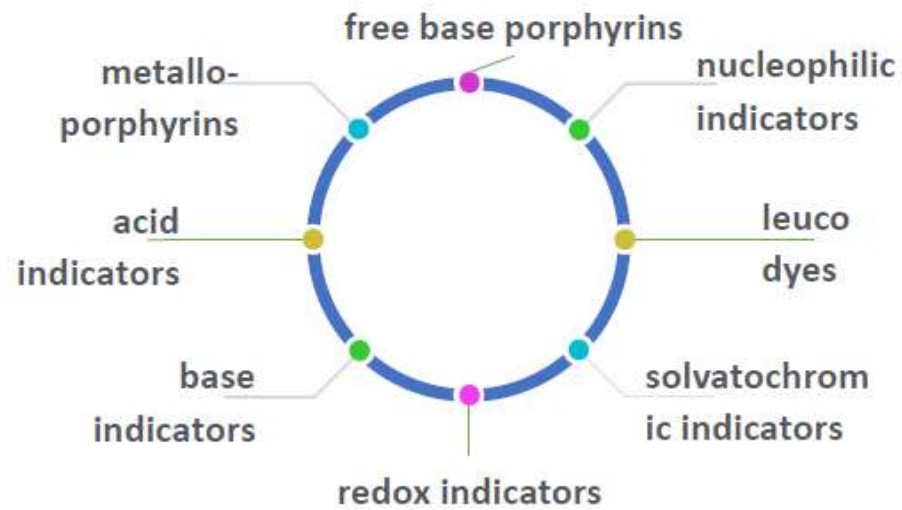 free base porphyrins
metallo-
porphyrins
nucleophilic
indicators
acid
indicators
leuco
dyes
base
indicators
solvatochrom
ic indicators
redox indicators